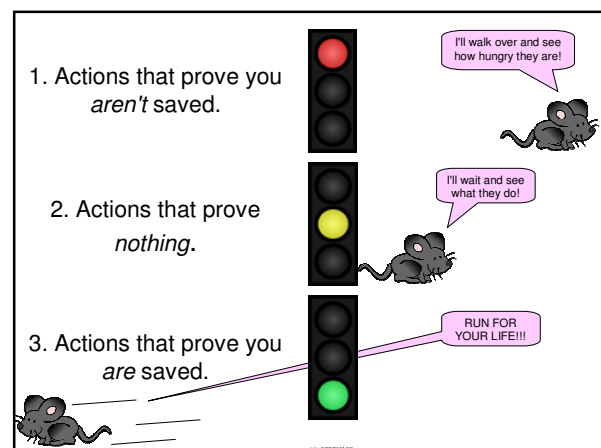 1. Actions that prove you
aren't saved.
I'll walk over and see
how hungry they are!
2. Actions that prove
nothing.
I'll wait and see
what they do!
3. Actions that prove you
are saved.
RUN FOR
YOUR LIFE!!!